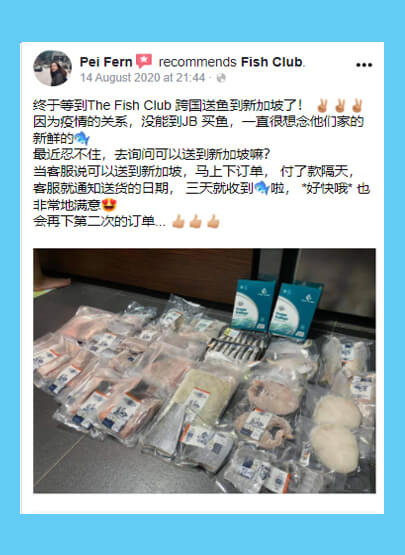 Pei Fern recommends Fish Club.
14 August 2020 at 21:44 ·
终于等到The Fish Club 跨国送鱼到新加坡了！ ✌🏼✌🏼✌🏼
因为疫情的关系，没能到JB 买鱼，一直很想念他们家的
新鲜的🐬
最近忍不住，去询问可以送到新加坡嘛?
当客服说可以送到新加坡，马上下订单， 付了款隔天，
客服就通知送货的日期， 三天就收到🐬啦， *好快哦* 也
非常地满意😍
会再下第二次的订单... 👍🏼👍🏼👍🏼